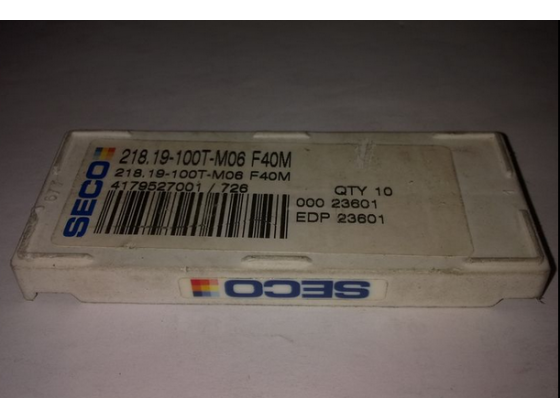 SECO
218.19-100T-M06 F40M
218.19-100T-M06 F40M
4179527001 / 726
QTY 10
000 23601
EDP 23601
SECO